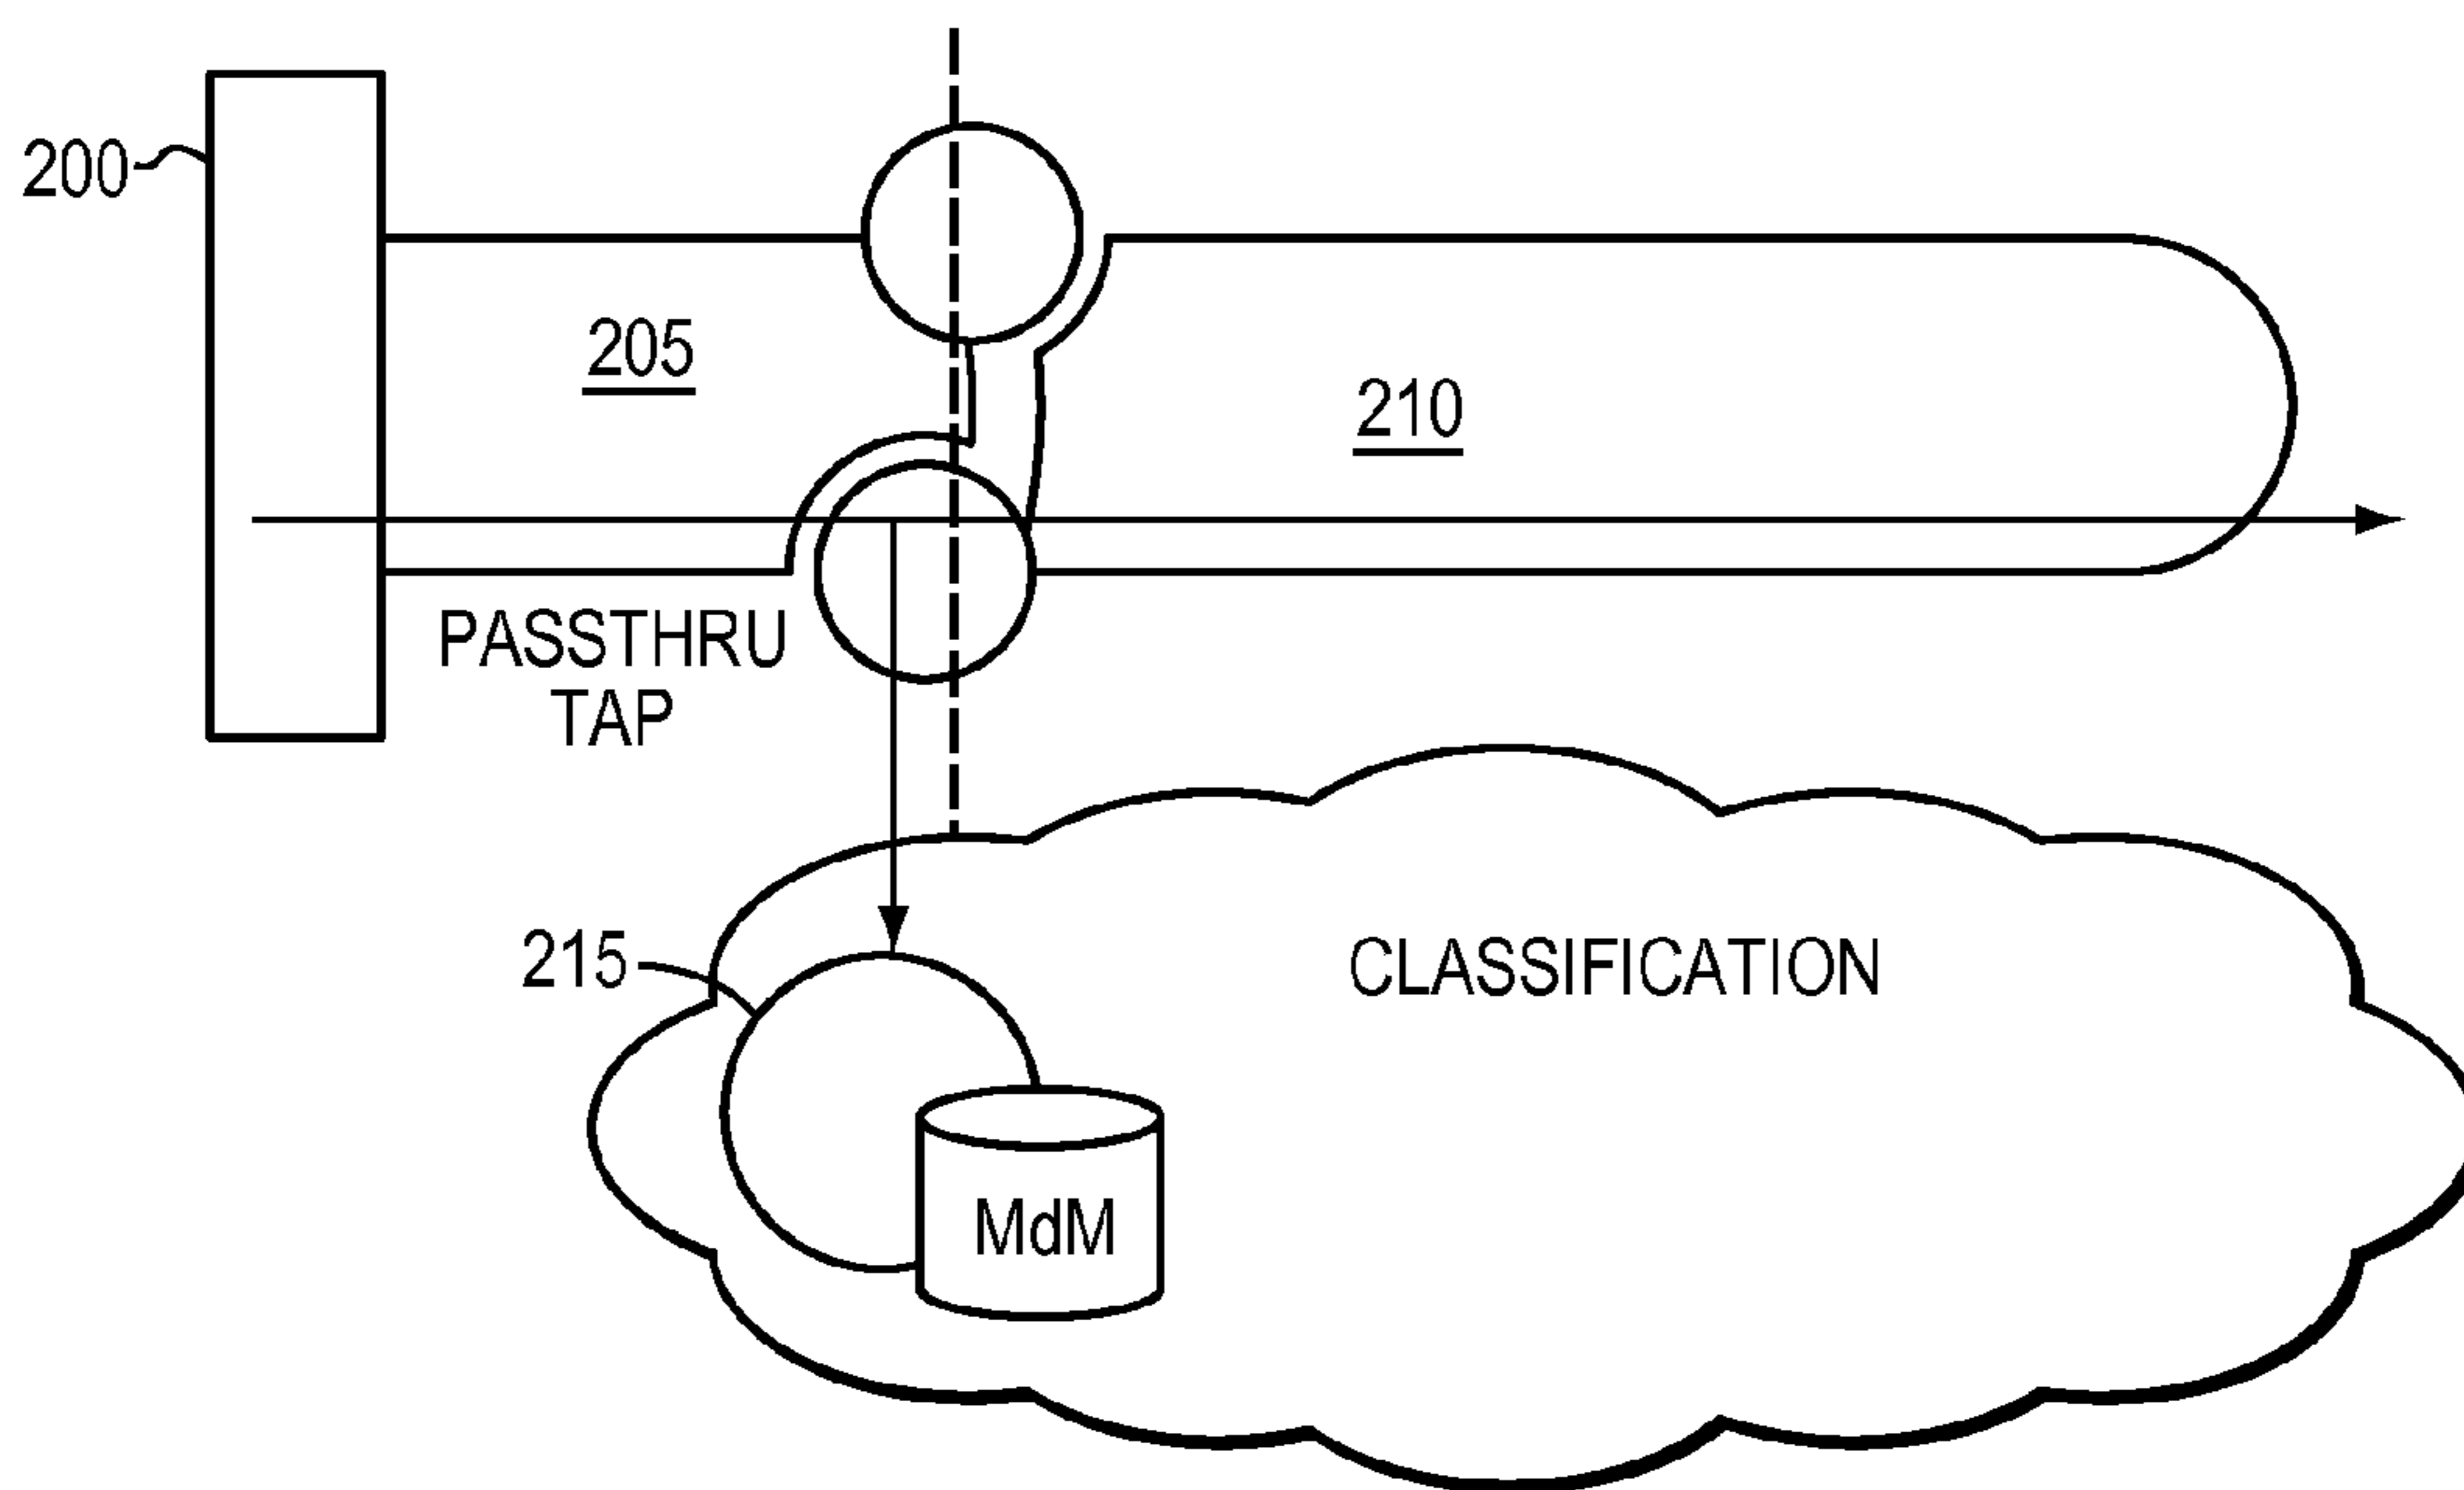 200
205
210
PASSTHRU
TAP
215
CLASSIFICATION
MdM